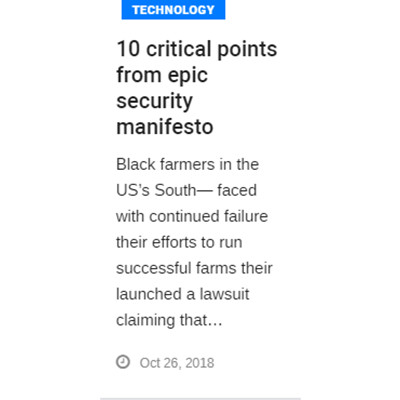 TECHNOLOGY
10 critical points
from epic
security
manifesto
Black farmers in the
US's South— faced
with continued failure
their efforts to run
successful farms their
launched a lawsuit
claiming that…
Oct 26, 2018